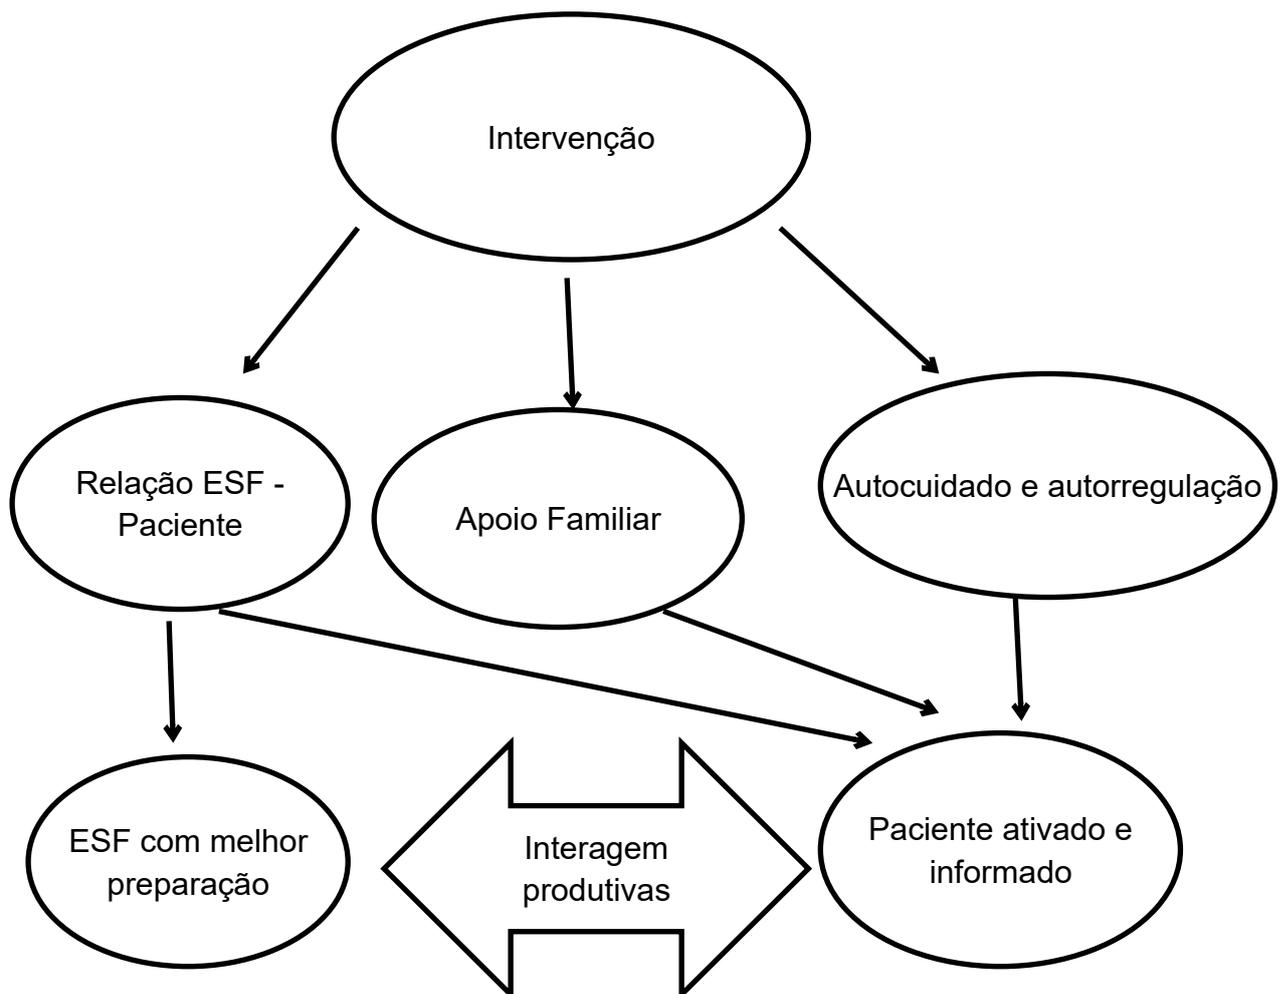 Intervenção
Relação ESF -
Paciente
Apoio Familiar
Autocuidado e autorregulação
ESF com melhor
preparação
Interagem
produtivas
Paciente ativado e
informado